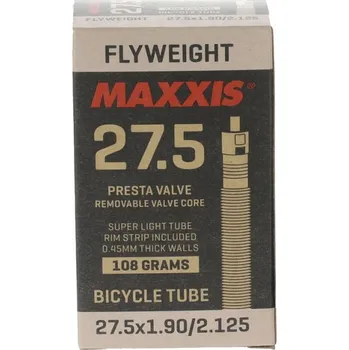 FLYWEIGHT
MAXXIS®
27.5
PRESTA VALVE
REMOVABLE VALVE CORE
SUPER LIGHT TUBE
RIM STRIP INCLUDED
0.45MM THICK WALLS
108 GRAMS
BICYCLE TUBE
27.5x1.90/2.125